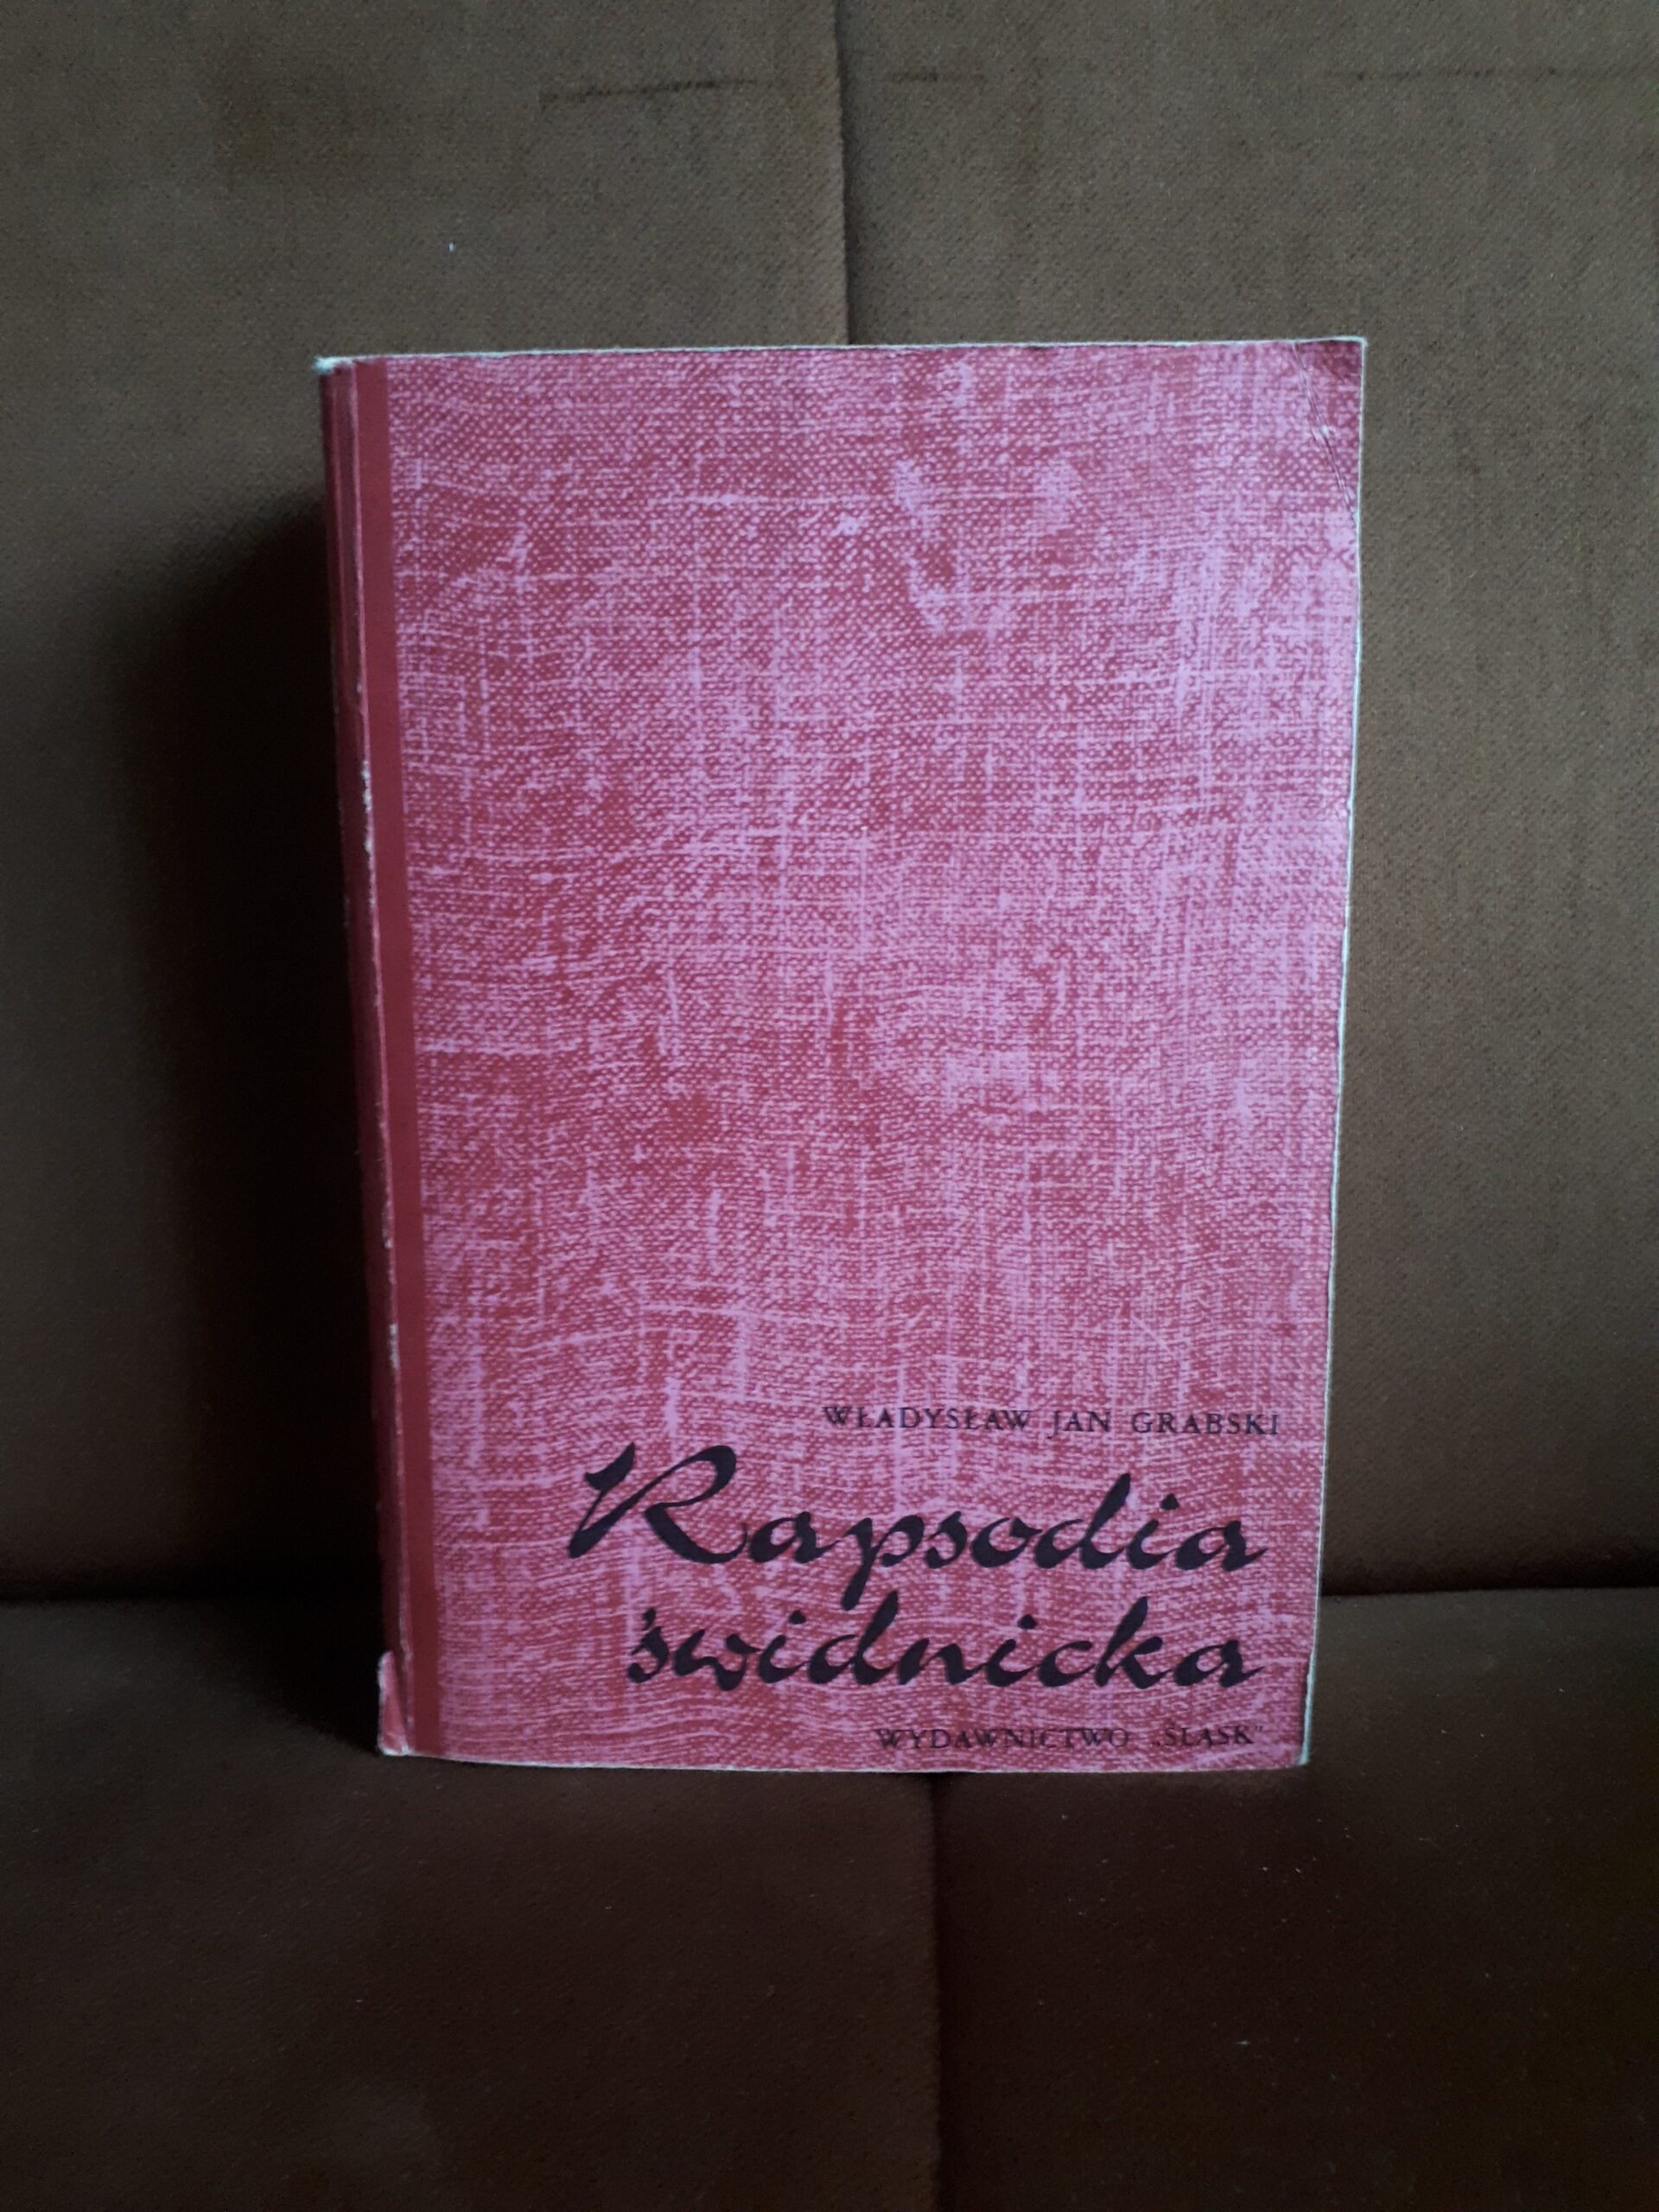 WŁADYSŁAW JAN GRABSKI
Rapsodia
świdnicka
WYDAWNICTWO „ŚLĄSK”